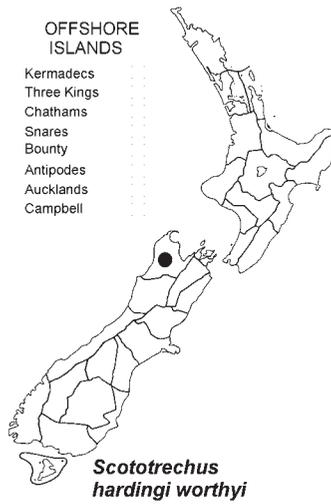 OFFSHORE
ISLANDS
Kermadecs
Three Kings
Chathams
Snares
Bounty
Antipodes
Aucklands
Campbell
Scototrechus
hardingi worthyi